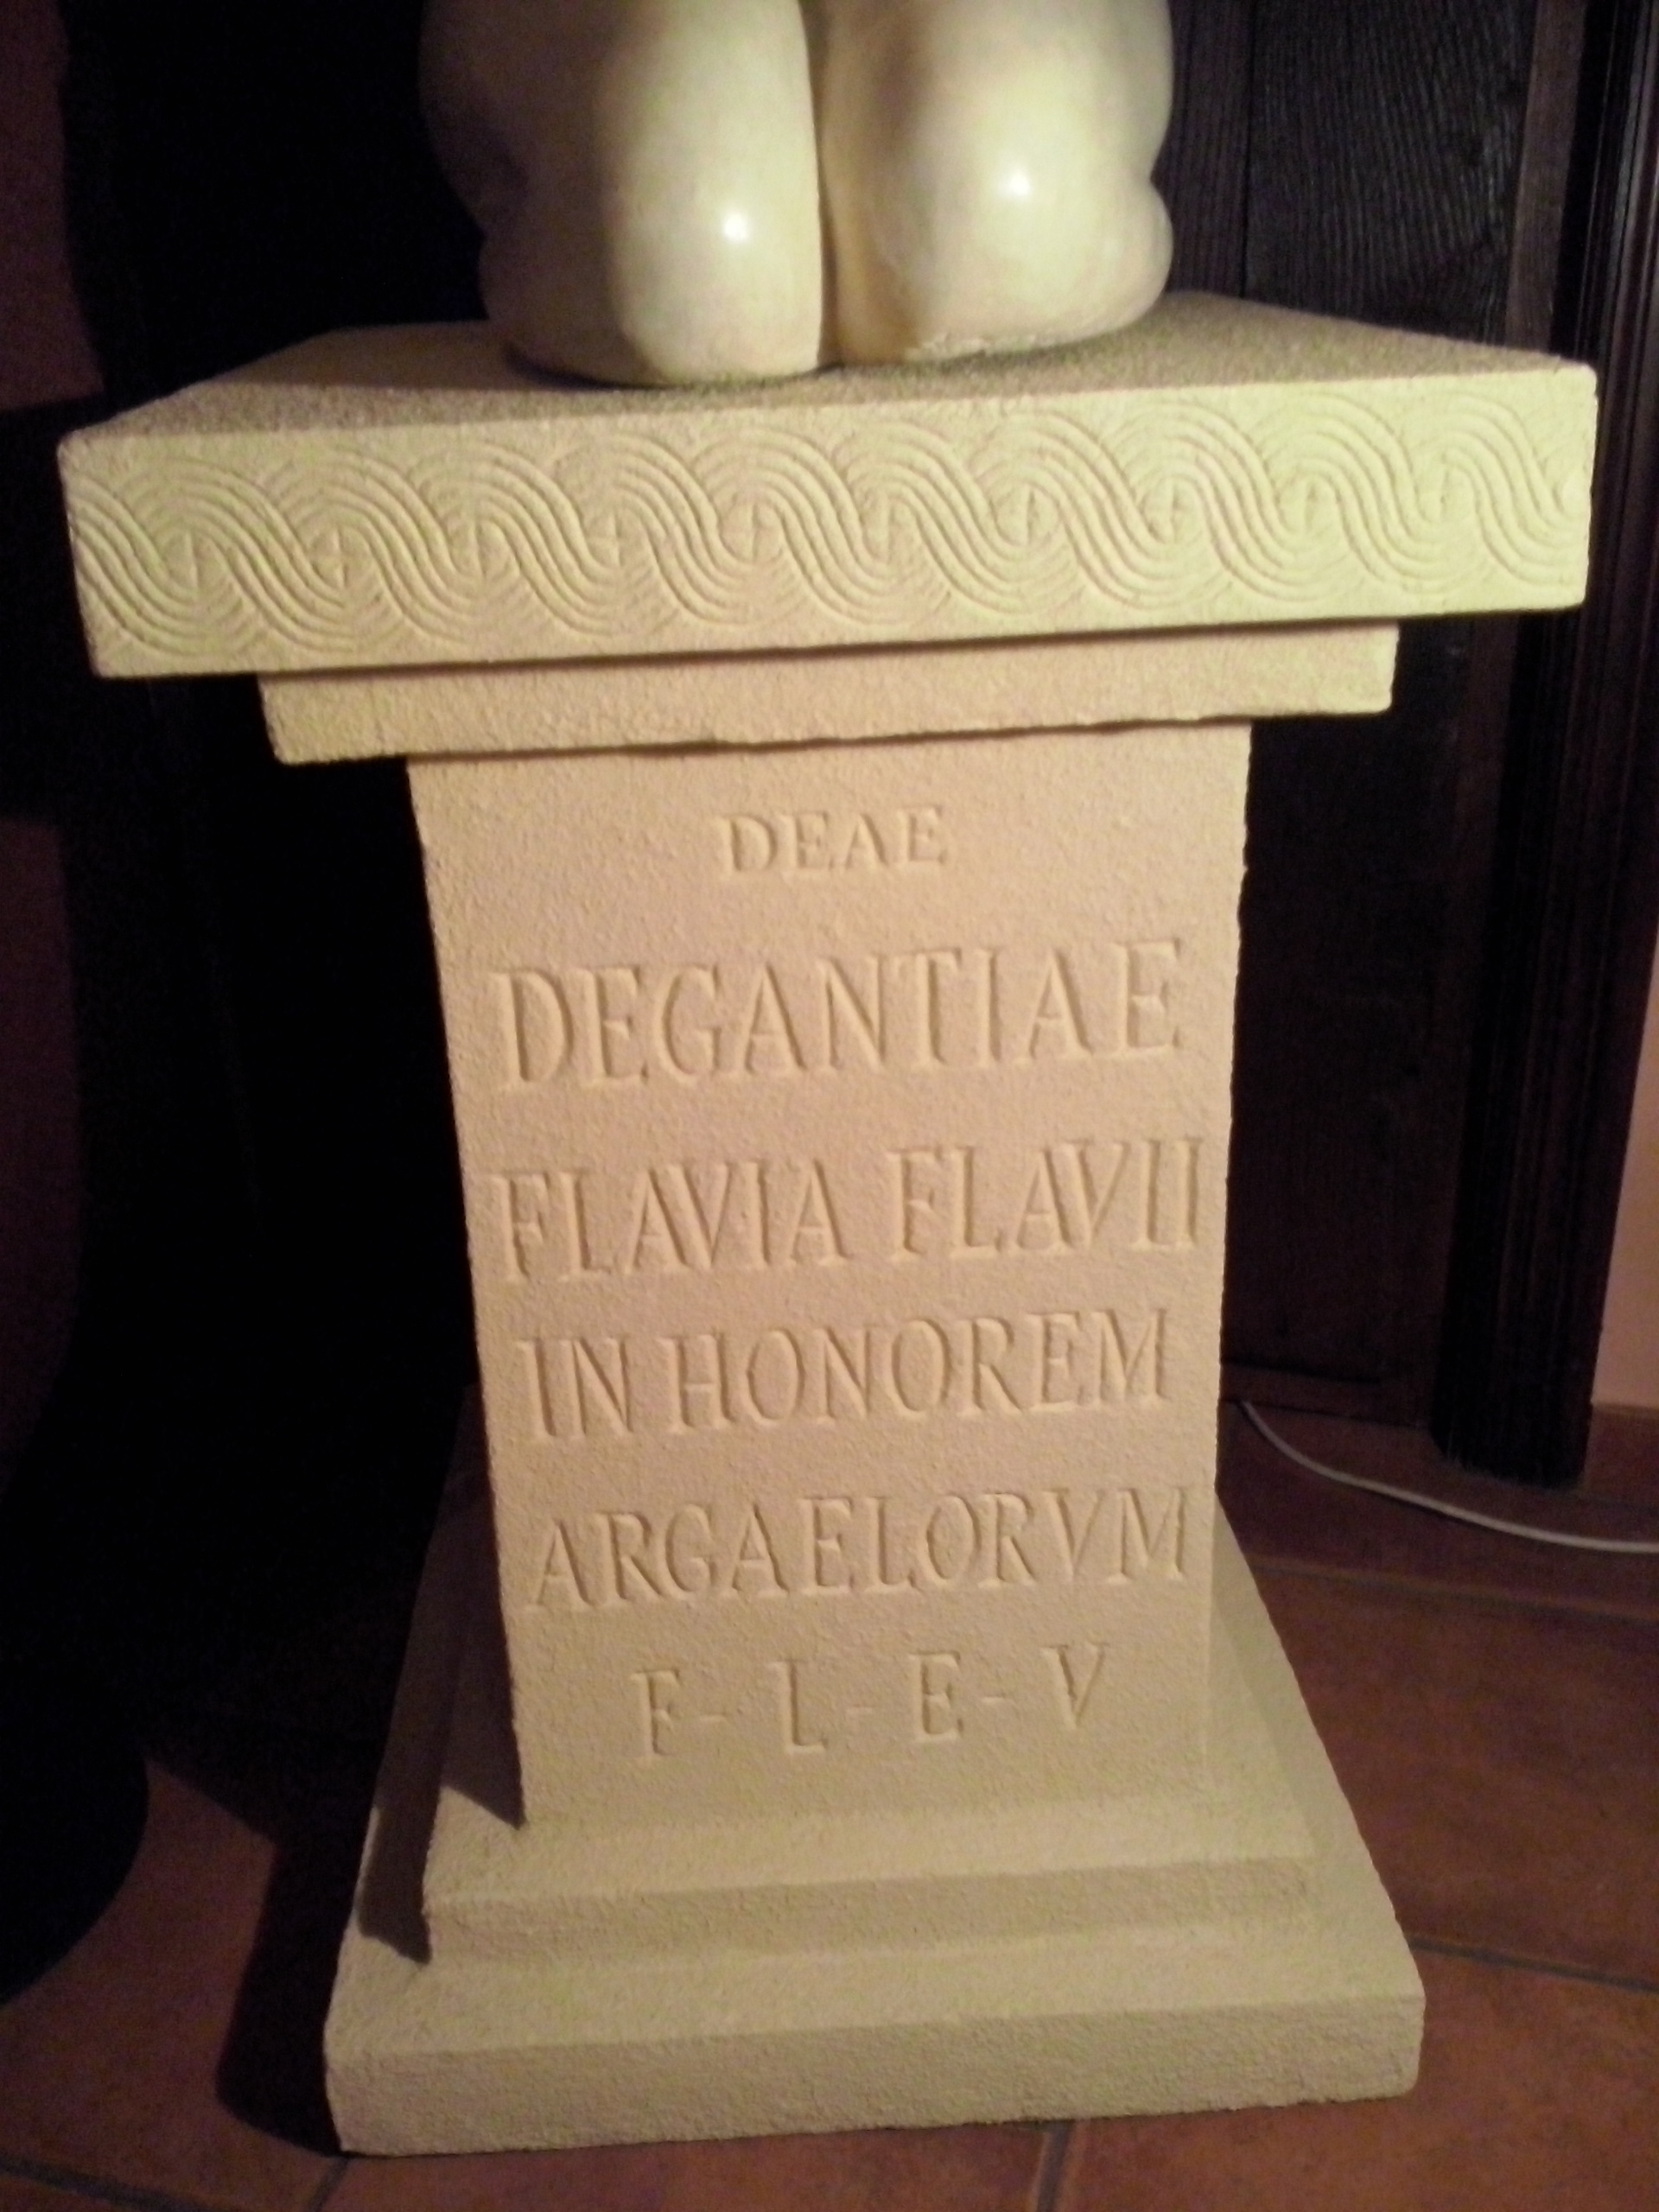 DEAE
DEGANTIAE
FLAVIA FLAVII
IN HONOREM
ARGAELORVM
F - L - E - V